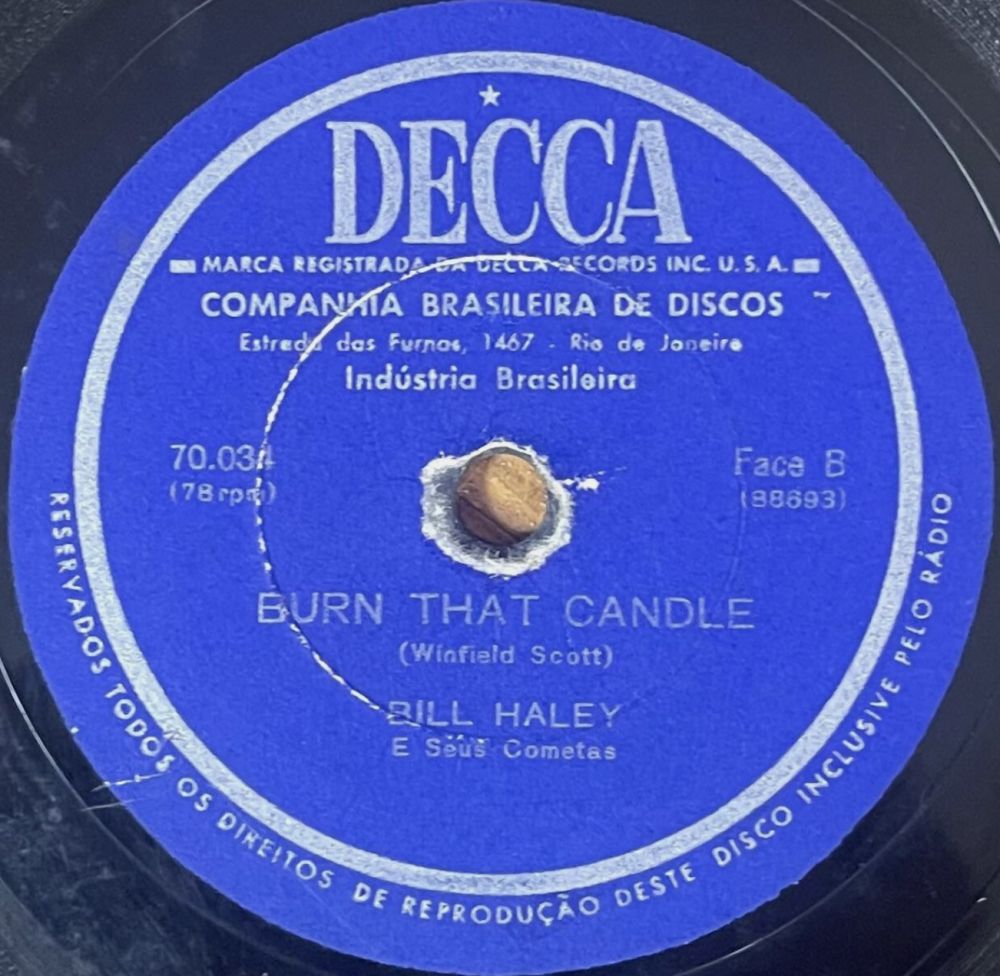 DECCA
MARCA REGISTRADA DA DECCA RECORDS INC. U.S.A.
COMPANHIA BRASILEIRA DE DISCOS
Estrada das Furnas, 1467 - Rio de Janeiro
Indústria Brasileira
70.034
(78 rpm)
Face B
(88693)
BURN THAT CANDLE
(Winfield Scott)
BILL HALEY
E Seus Cometas
RESERVADOS TODOS OS DIREITOS DE REPRODUÇÃO DESTE DISCO INCLUSIVE PELO RÁDIO